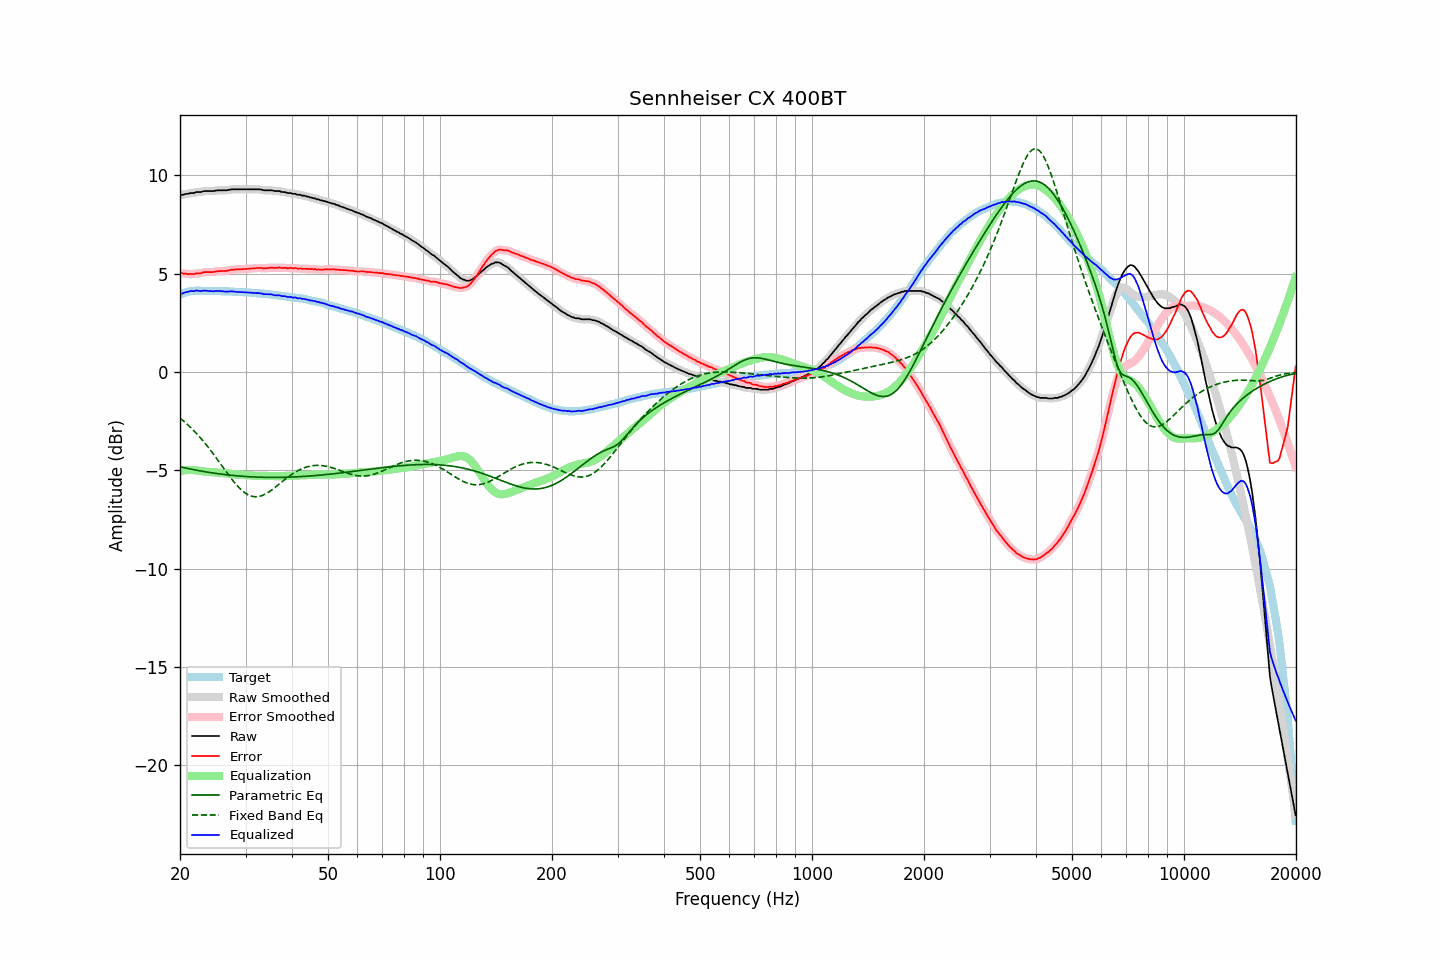 Sennheiser CX 400BT
10
5
0
−5
−10
−15
−20
Amplitude (dBr)
Target
Raw Smoothed
Error Smoothed
Raw
Error
Equalization
Parametric Eq
Fixed Band Eq
Equalized
20 50 100 200 500 1000 2000 5000 10000 20000
Frequency (Hz)